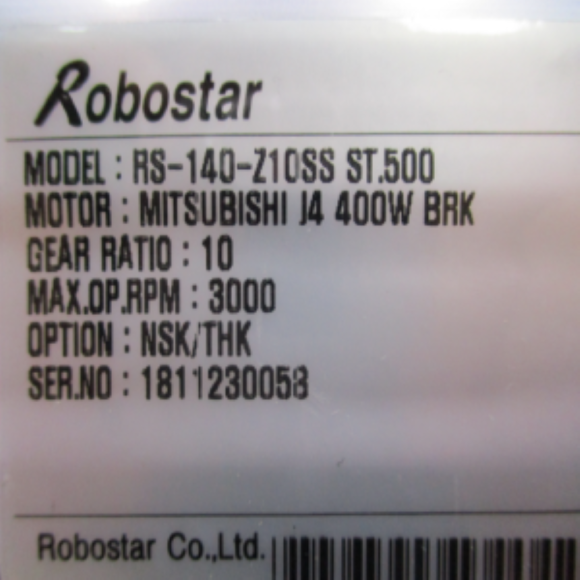 Robostar
MODEL : RS-140-Z10SS ST.500
MOTOR : MITSUBISHI J4 400W BRK
GEAR RATIO : 10
MAX.OP.RPM : 3000
OPTION : NSK/THK
SER.NO : 1811230058
Robostar Co.,Ltd.